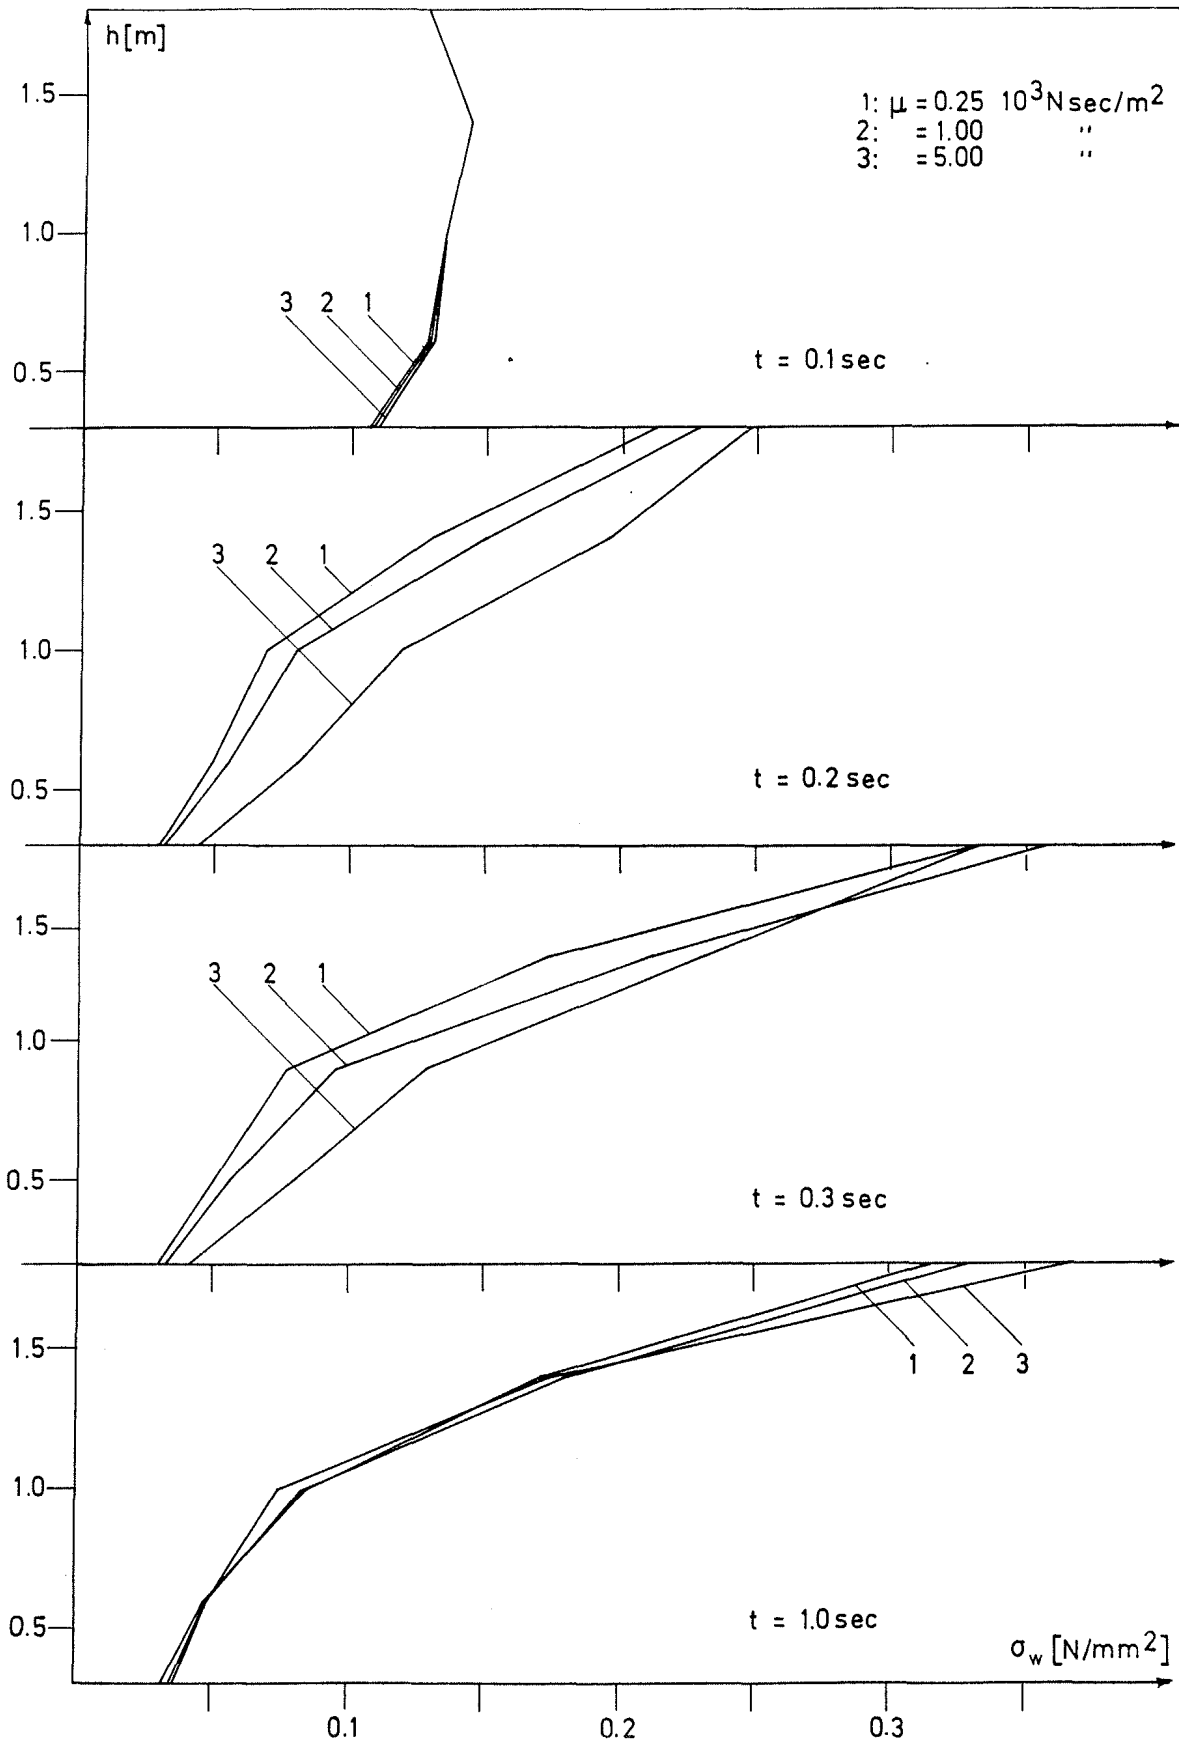 h[m]
1.5
1: μ = 0.25 10³ N sec/m²
2: = 1.00 "
3: = 5.00 "
1.0
3 2 1
0.5
t = 0.1 sec
1.5
3 2 1
1.0
t = 0.2 sec
0.5
1.5
3 2 1
1.0
0.5
t = 0.3 sec
1.5
1 2 3
1.0
0.5
t = 1.0 sec
σw [N/mm²]
0.1 0.2 0.3